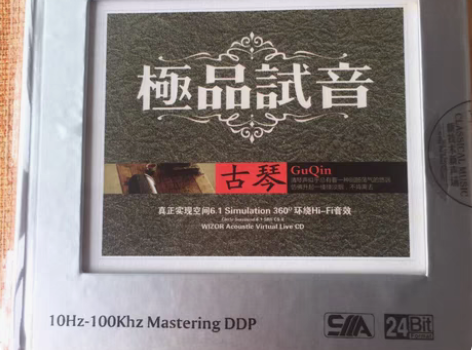 極品試音
古琴
GuQin
真正实现空间6.1 Simulation 360° 环绕Hi-Fi音效
WIZOR Acoustic Virtual Live CD
10Hz-100Khz Mastering DDP
24Bit